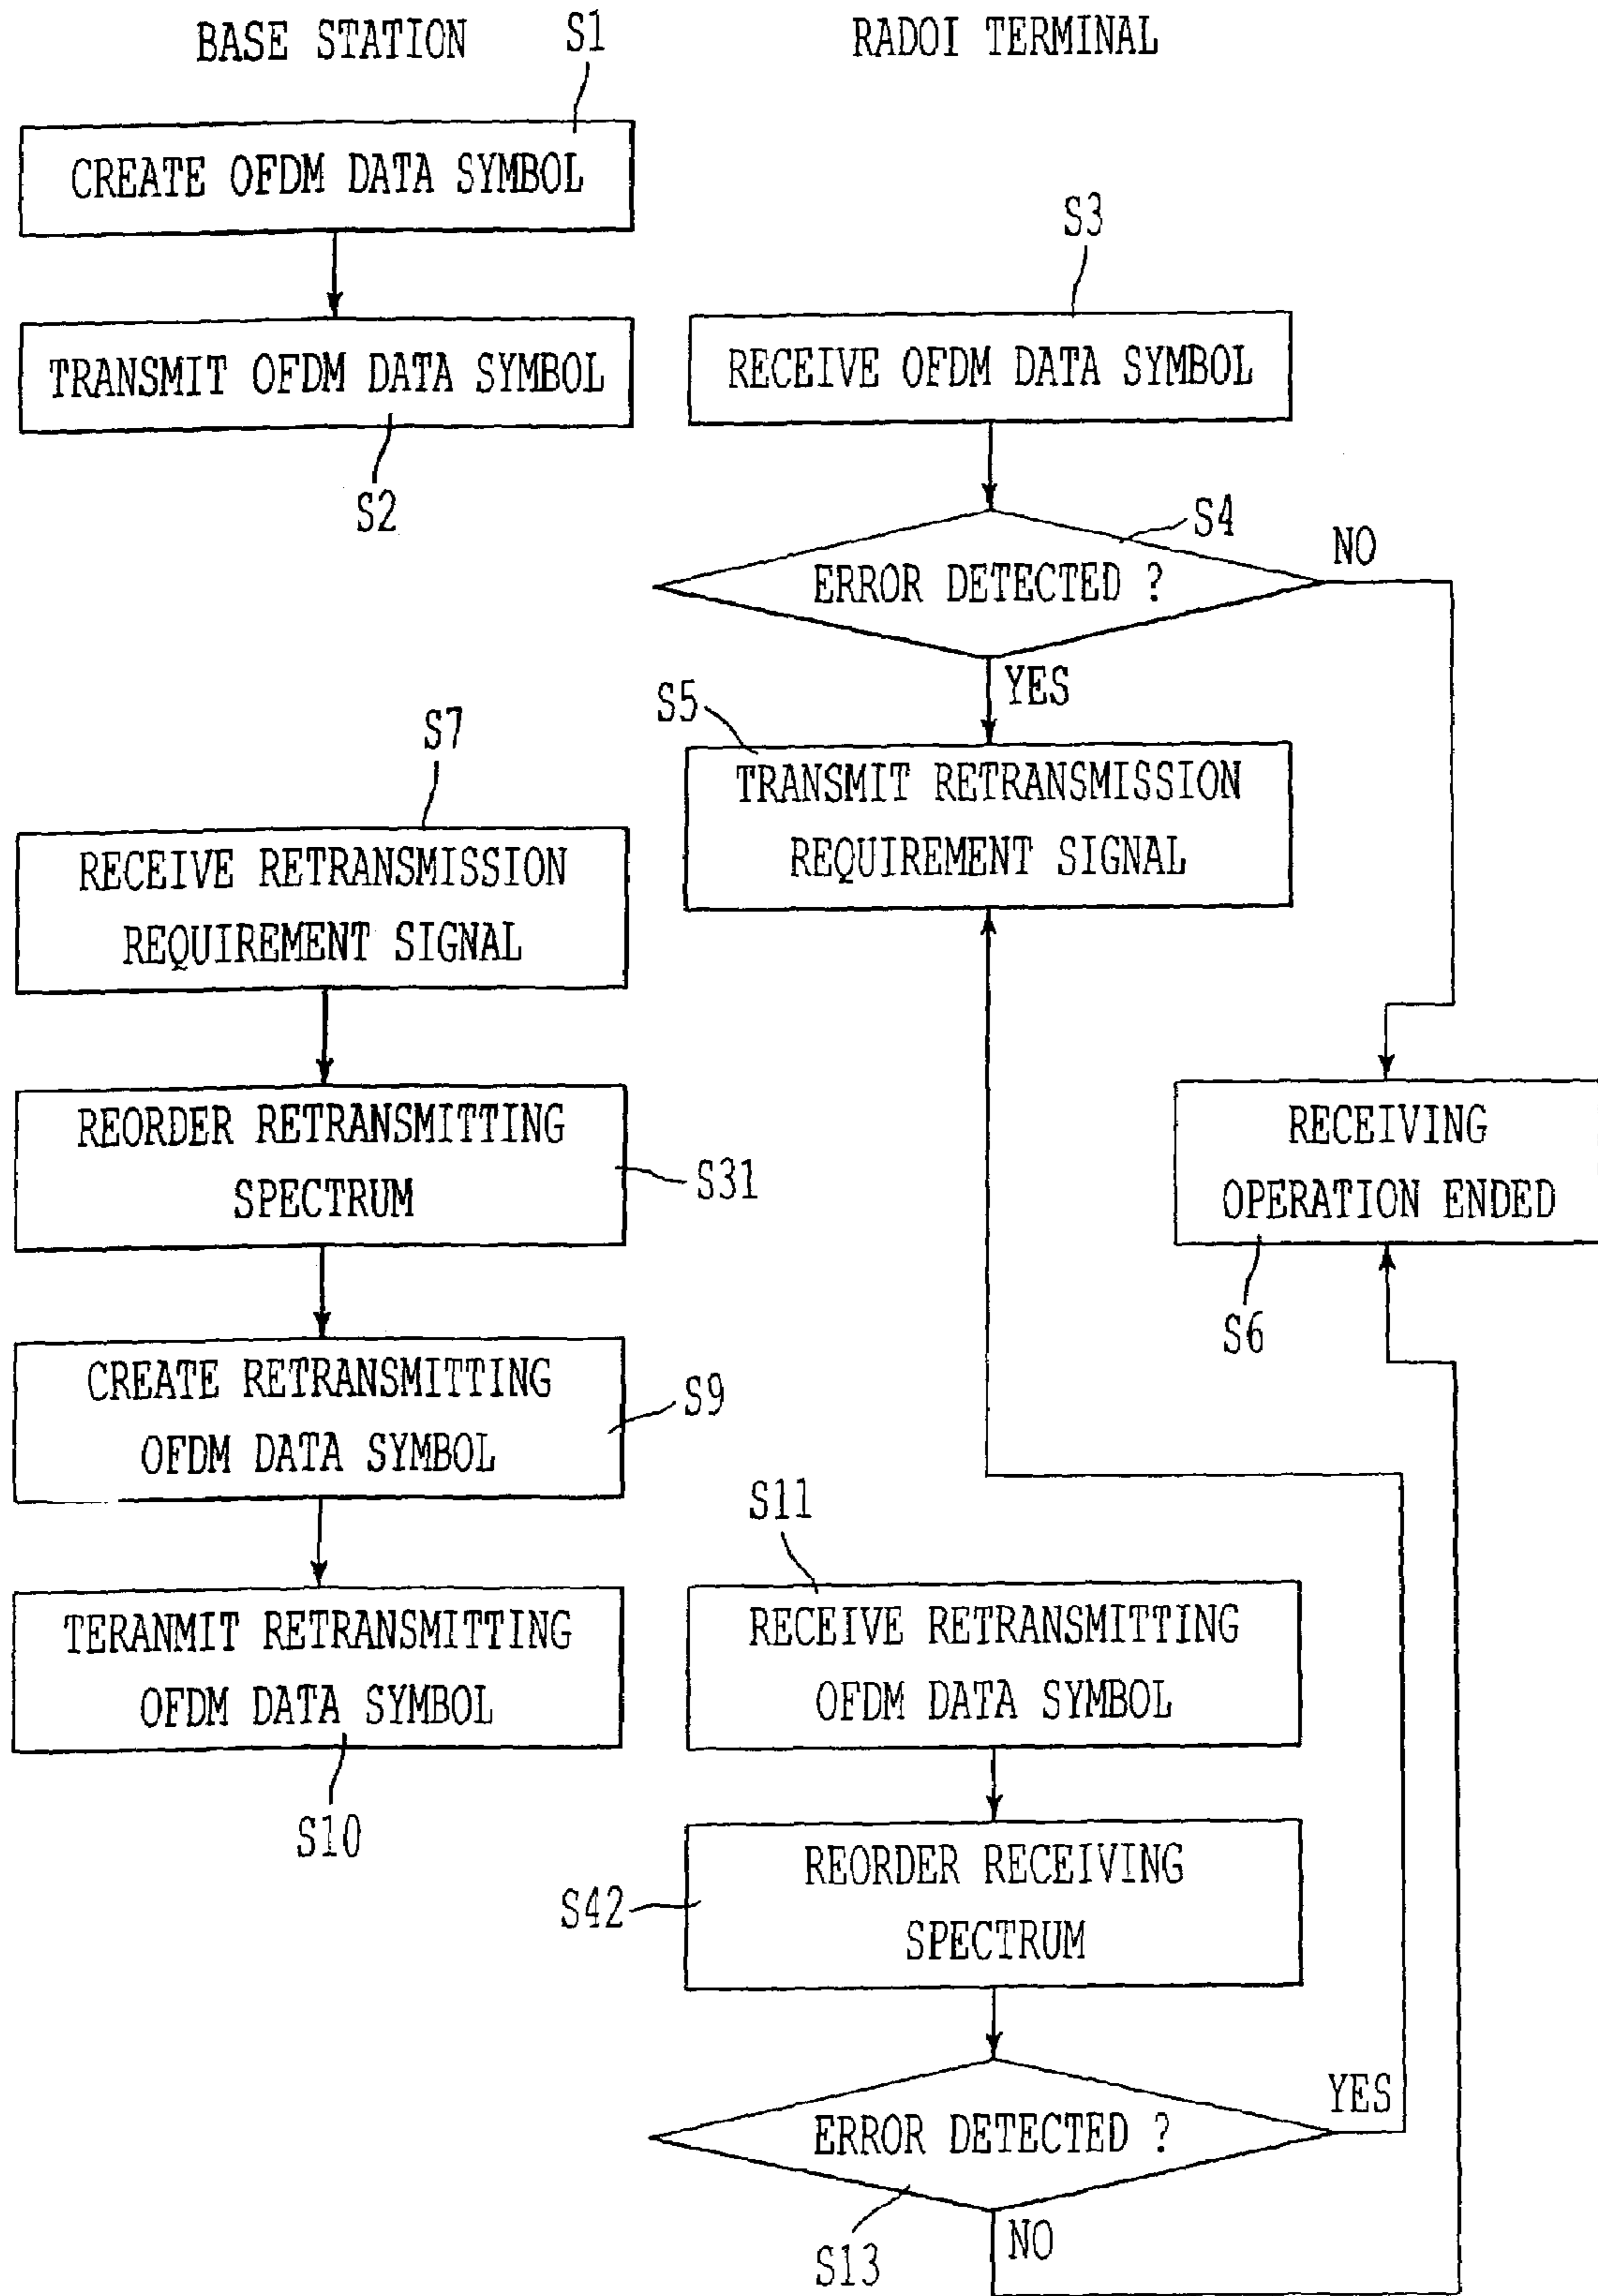 BASE STATION
S1
RADOI TERMINAL
CREATE OFDM DATA SYMBOL
S3
TRANSMIT OFDM DATA SYMBOL
S2
RECEIVE OFDM DATA SYMBOL
S4
ERROR DETECTED ?
NO
YES
S5
TRANSMIT RETRANSMISSION
REQUIREMENT SIGNAL
S7
RECEIVE RETRANSMISSION
REQUIREMENT SIGNAL
REORDER RETRANSMITTING
SPECTRUM
S31
RECEIVING
OPERATION ENDED
S6
CREATE RETRANSMITTING
OFDM DATA SYMBOL
S9
TERANMIT RETRANSMITTING
OFDM DATA SYMBOL
S10
S11
RECEIVE RETRANSMITTING
OFDM DATA SYMBOL
S42
REORDER RECEIVING
SPECTRUM
ERROR DETECTED ?
YES
S13
NO